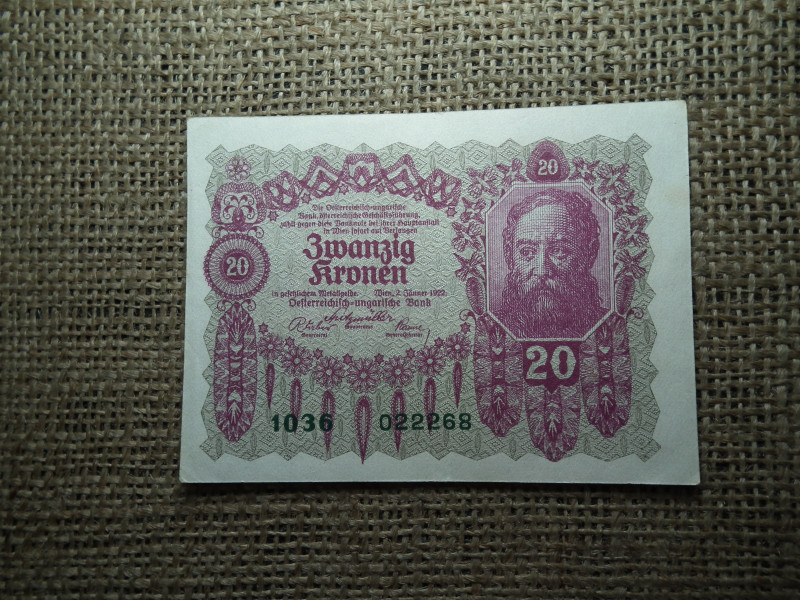 20
Die Oesterreichisch-ungarische
Bank, österreichische Geschäftsführung,
zahlt gegen diese Banknote bei ihrer Hauptanstalt
in Wien sofort auf Verlangen
Zwanzig
20
Kronen
in gesetzlichem Metallgelde. Wien, 2. Jänner 1922.
Oesterreichisch-ungarische Bank
20
1036 022268